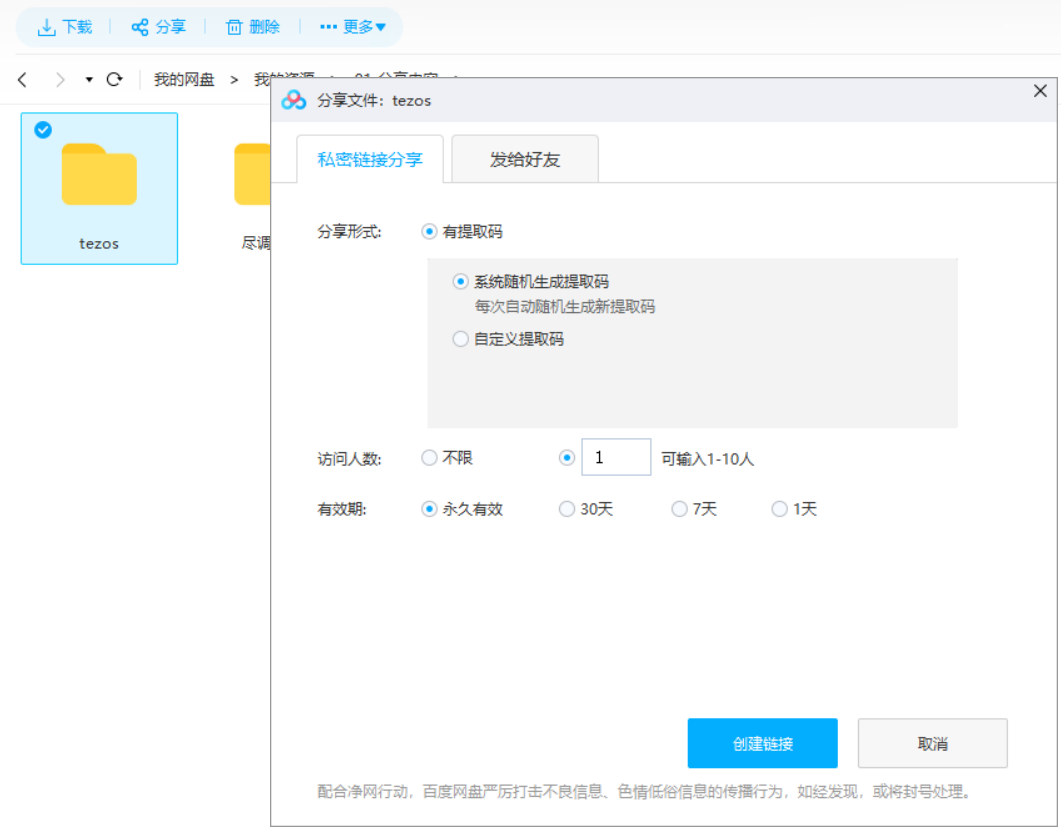 下载 分享 删除 ··· 更多
我的网盘 > 我的资源 01 分享内容
tezos
尽调
分享文件：tezos
私密链接分享 发给好友
分享形式: 有提取码
系统随机生成提取码
每次自动随机生成新提取码
自定义提取码
访问人数: 不限 1 可输入1-10人
有效期: 永久有效 30天 7天 1天
创建链接 取消
配合净网行动，百度网盘严厉打击不良信息、色情低俗信息的传播行为，如经发现，或将封号处理。